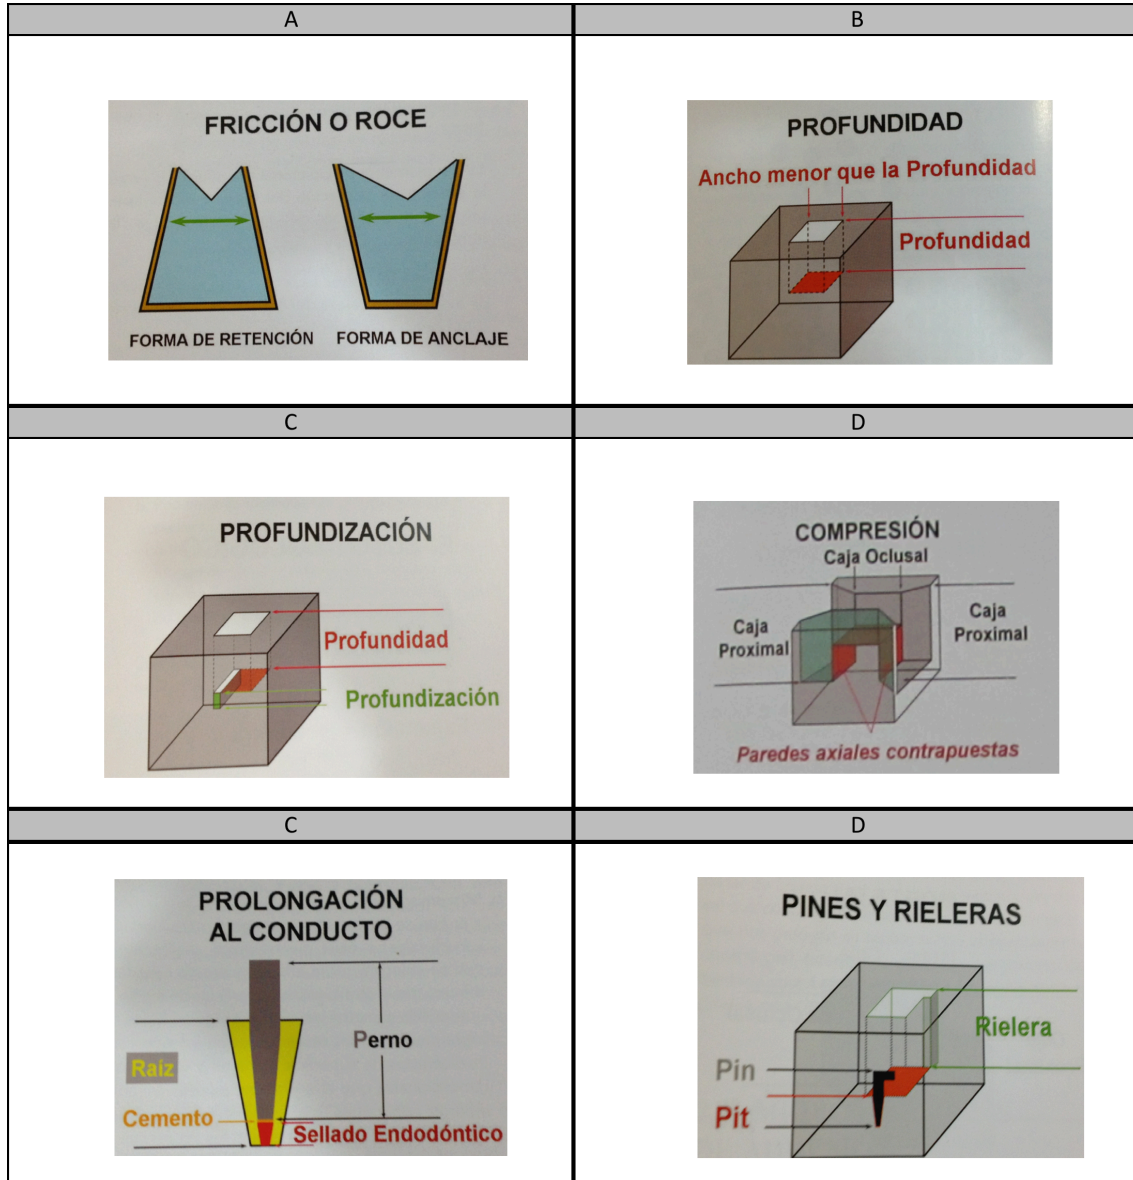 A
B
FRICCIÓN O ROCE
FORMA DE RETENCIÓN
FORMA DE ANCLAJE
PROFUNDIDAD
Ancho menor que la Profundidad
Profundidad
C
D
PROFUNDIZACIÓN
Profundidad
Profundización
COMPRESIÓN
Caja Oclusal
Caja
Proximal
Caja
Proximal
Paredes axiales contrapuestas
C
D
PROLONGACIÓN
AL CONDUCTO
Perno
Raíz
Cemento
Sellado Endodóntico
PINES Y RIELERAS
Rielera
Pin
Pit